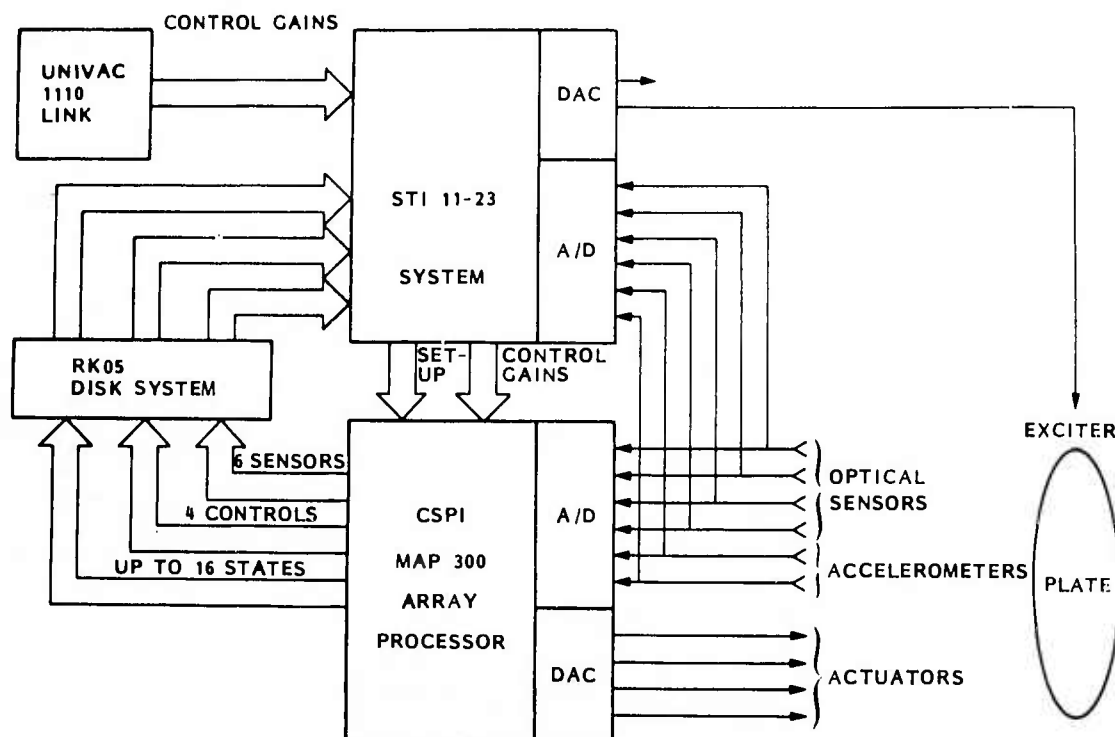 CONTROL GAINS
UNIVAC
1110
LINK
DAC
STI 11-23
SYSTEM
A/D
RK05
DISK SYSTEM
SET-
UP
CONTROL
GAINS
EXCITER
6 SENSORS
4 CONTROLS
UP TO 16 STATES
CSPI
MAP 300
ARRAY
PROCESSOR
A/D
OPTICAL
SENSORS
ACCELEROMETERS
PLATE
DAC
ACTUATORS